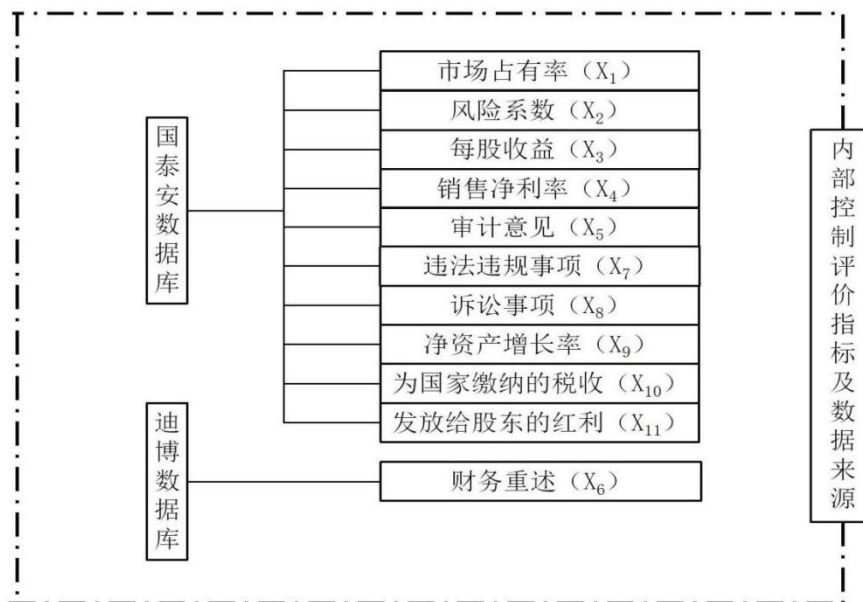 国泰安数据库
市场占有率（X₁）
风险系数（X₂）
每股收益（X₃）
销售净利率（X₄）
审计意见（X₅）
违法违规事项（X₇）
诉讼事项（X₈）
净资产增长率（X₉）
为国家缴纳的税收（X₁₀）
发放给股东的红利（X₁₁）
迪博数据库
财务重述（X₆）
内部控制评价指标及数据来源